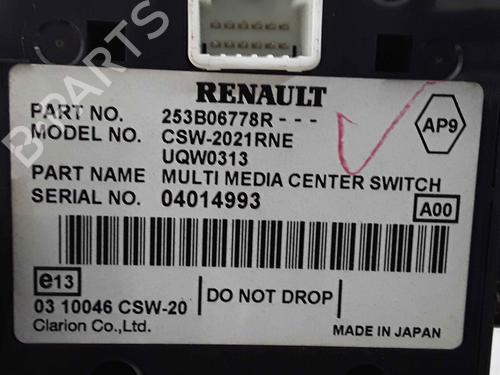 B-PARTS
RENAULT
PART NO. 253B06778R - - -
MODEL NO. CSW-2021RNE
UQW0313
AP9
PART NAME MULTI MEDIA CENTER SWITCH
SERIAL NO. 04014993
A00
e13
03 10046 CSW-20
DO NOT DROP
Clarion Co.,Ltd.
MADE IN JAPAN